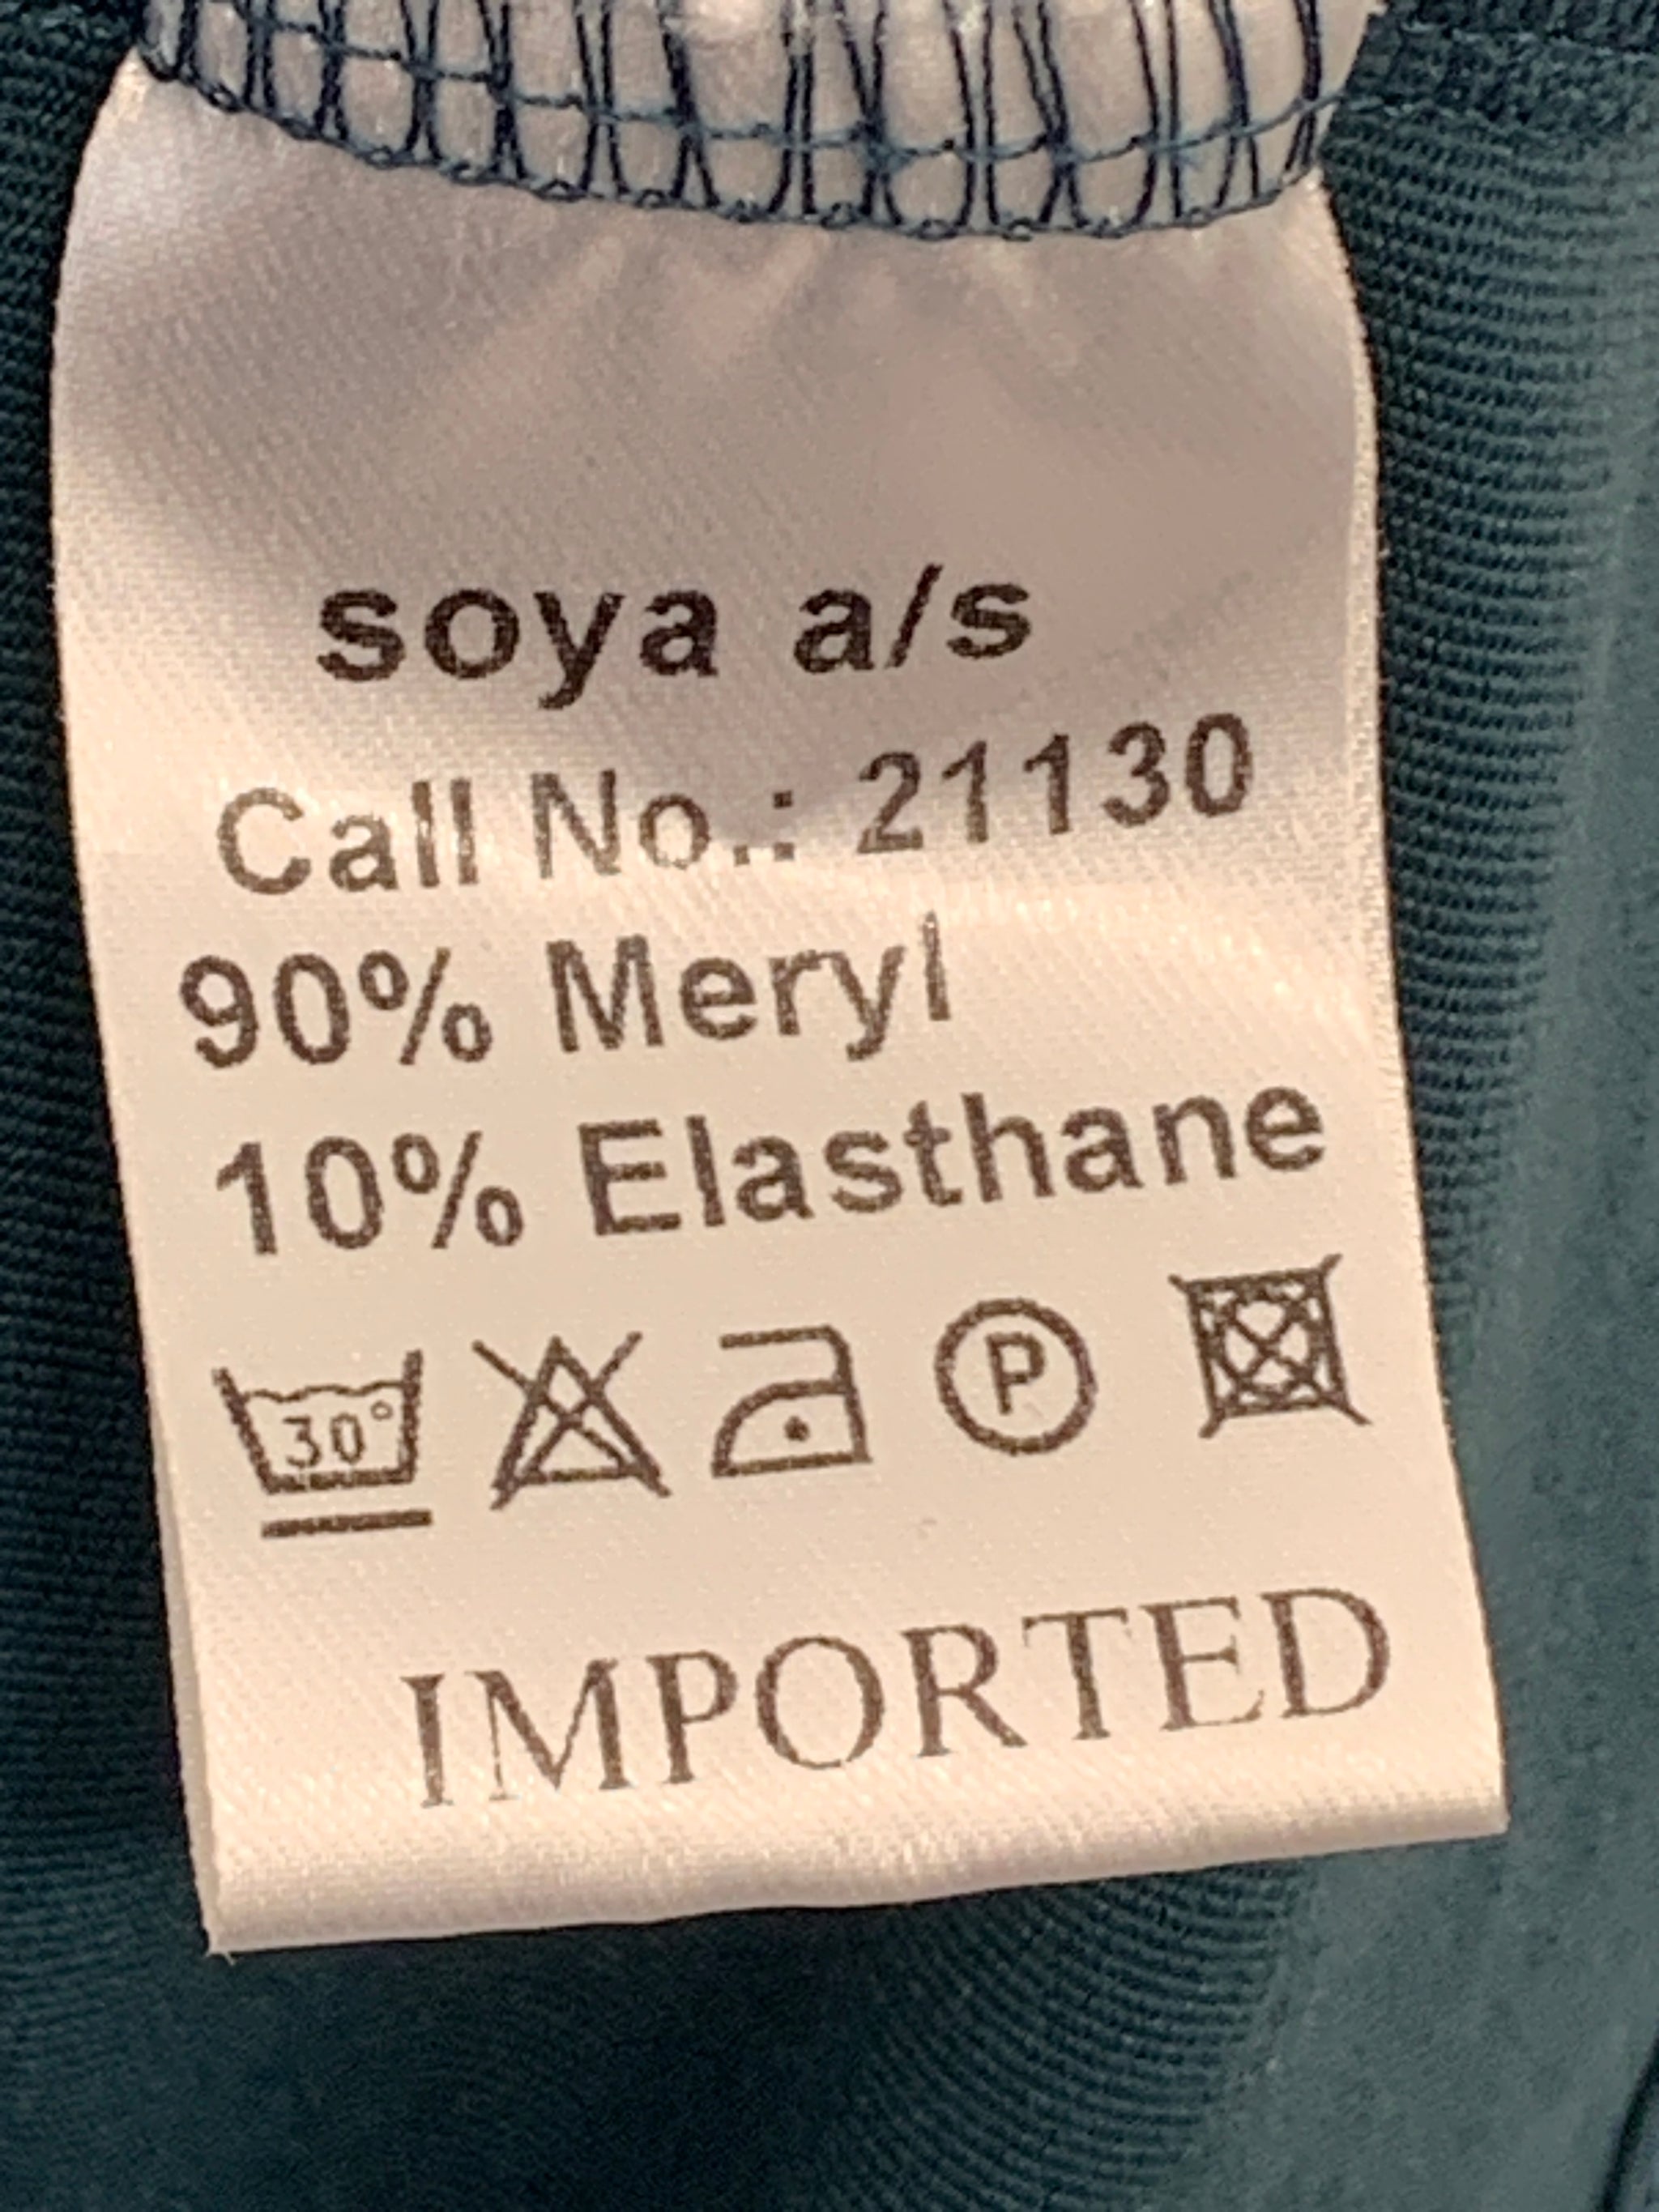 soya a/s
Call No.: 21130
90% Meryl
10% Elasthane
30° P
IMPORTED